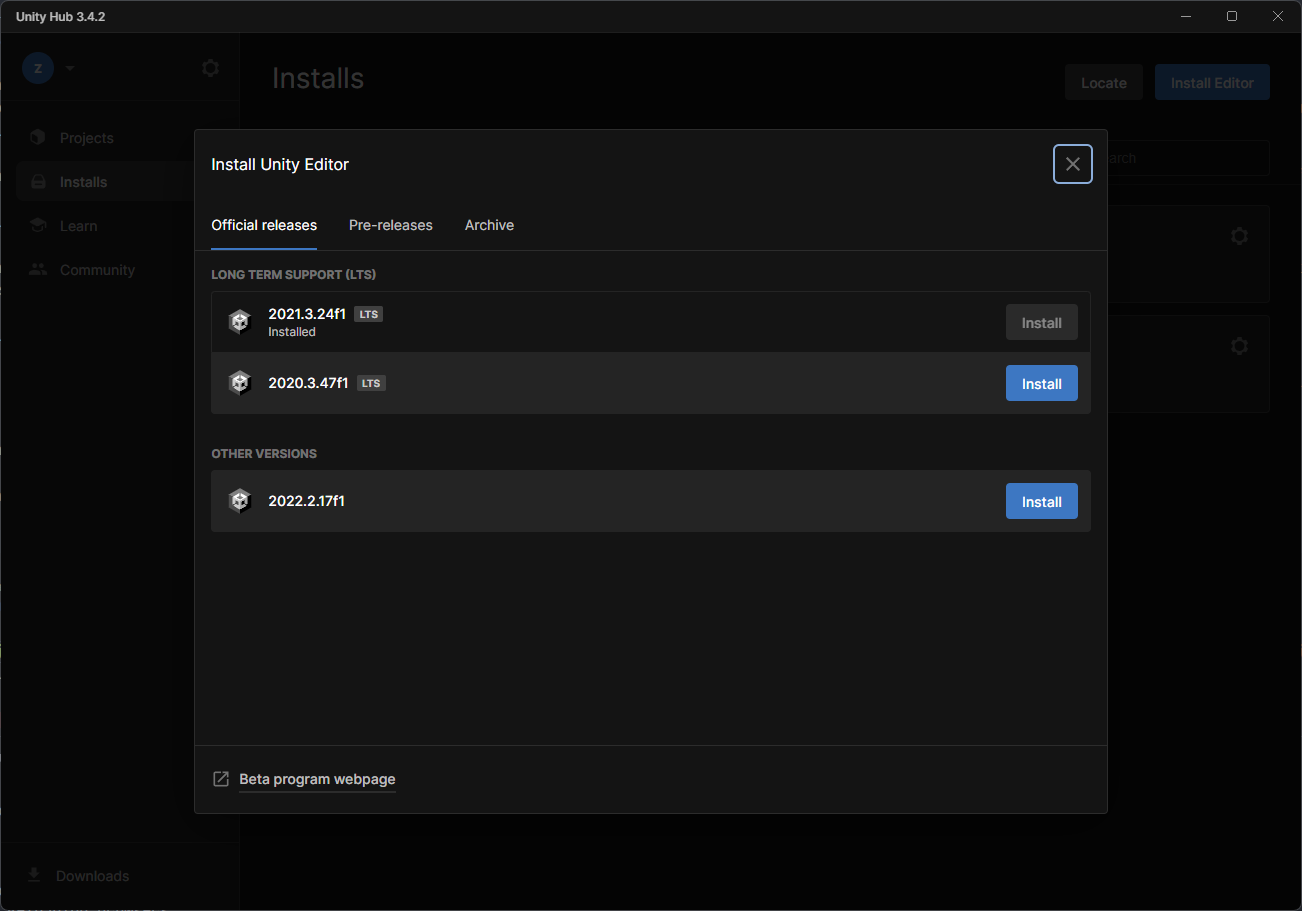 Unity Hub 3.4.2
Z
Installs
Locate
Install Editor
Projects
Installs
Learn
Community
Install Unity Editor
Official releases
Pre-releases
Archive
LONG TERM SUPPORT (LTS)
2021.3.24f1 LTS
Installed
Install
2020.3.47f1 LTS
Install
OTHER VERSIONS
2022.2.17f1
Install
Beta program webpage
Downloads